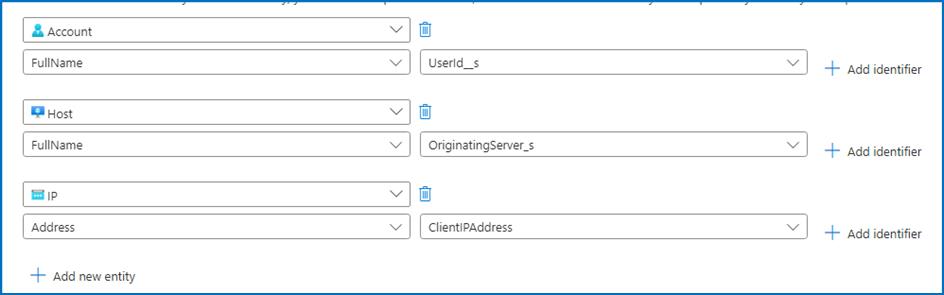 Account
FullName UserId__s Add identifier
Host
FullName OriginatingServer_s Add identifier
IP
Address ClientIPAddress Add identifier
Add new entity